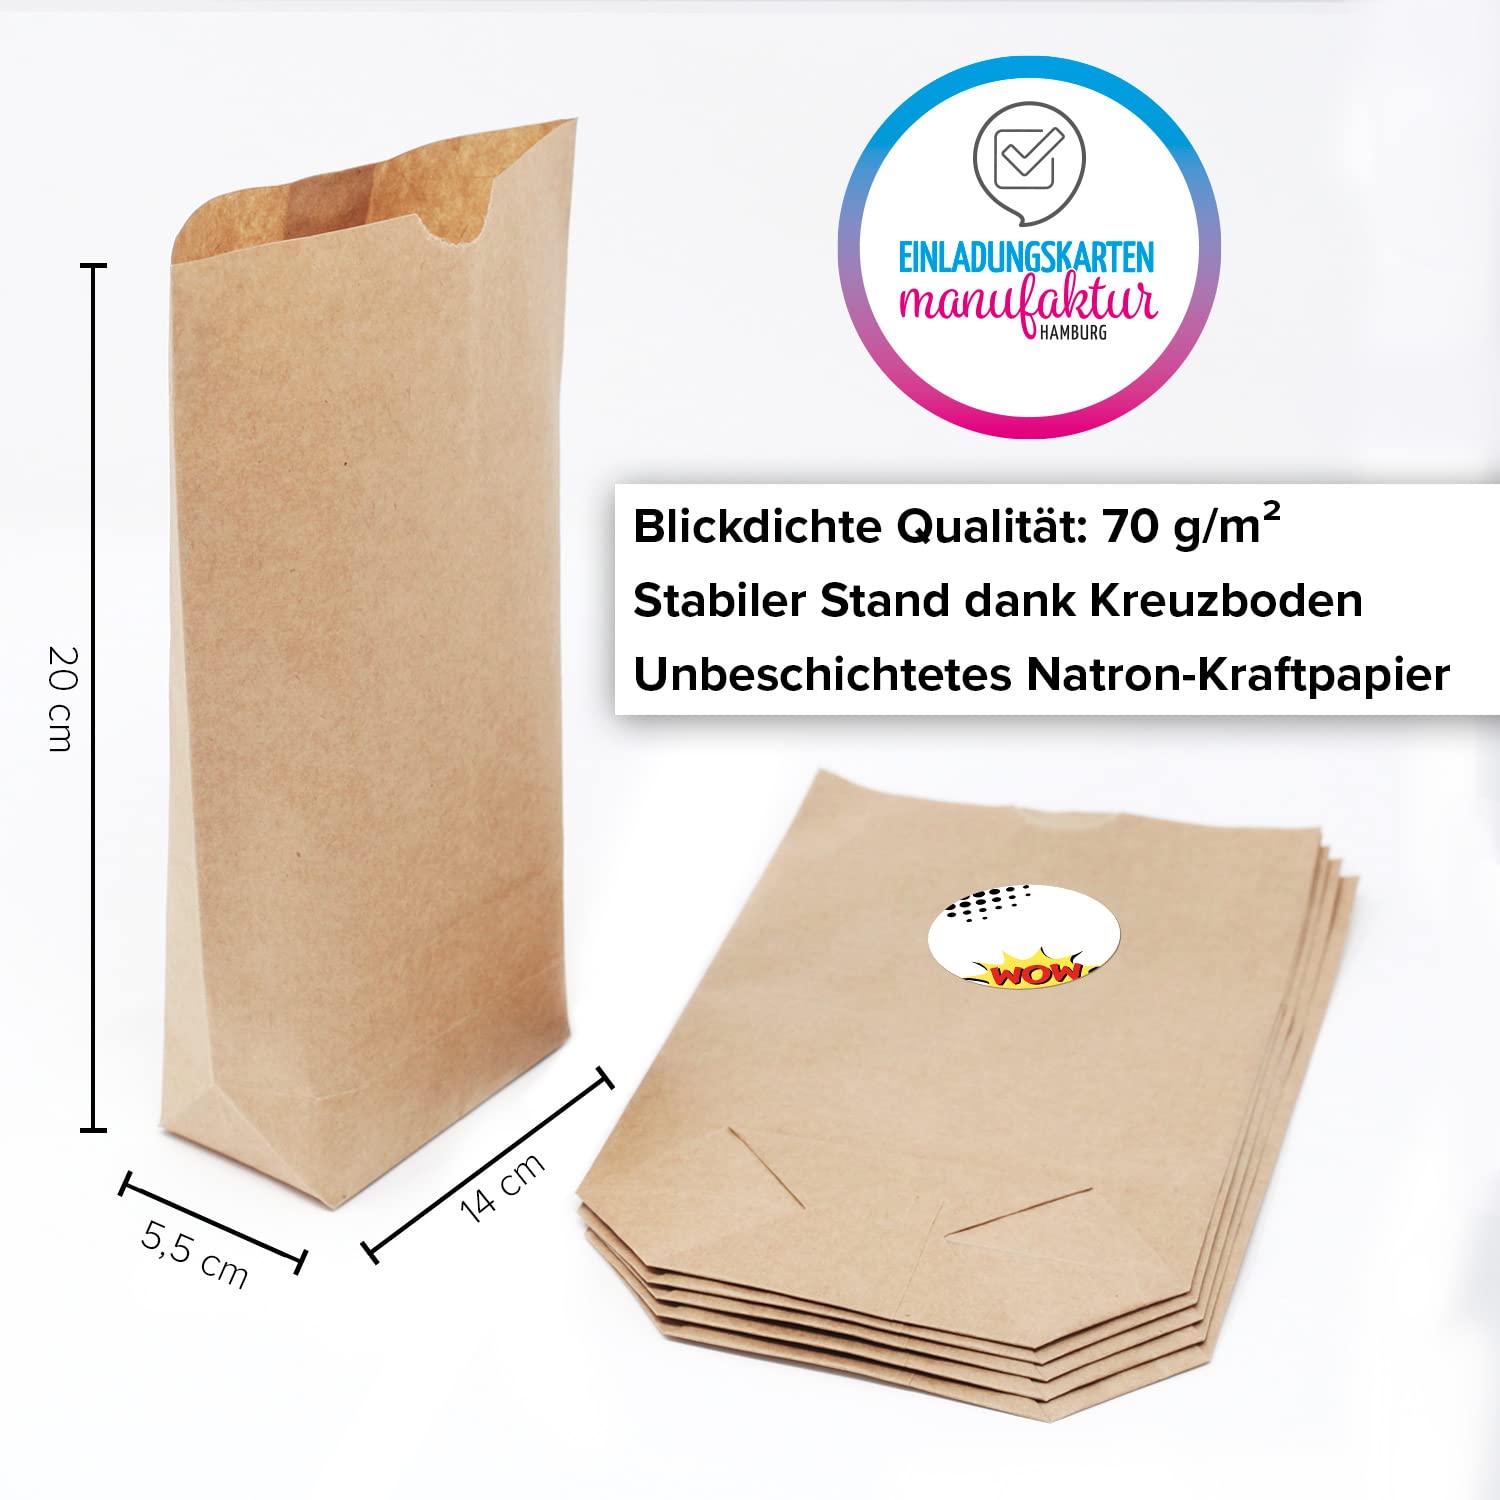 EINLADUNGSKARTEN
manufaktur
HAMBURG
Blickdichte Qualität: 70 g/m²
Stabiler Stand dank Kreuzboden
Unbeschichtetes Natron-Kraftpapier
20 cm
5,5 cm
14 cm
WOW